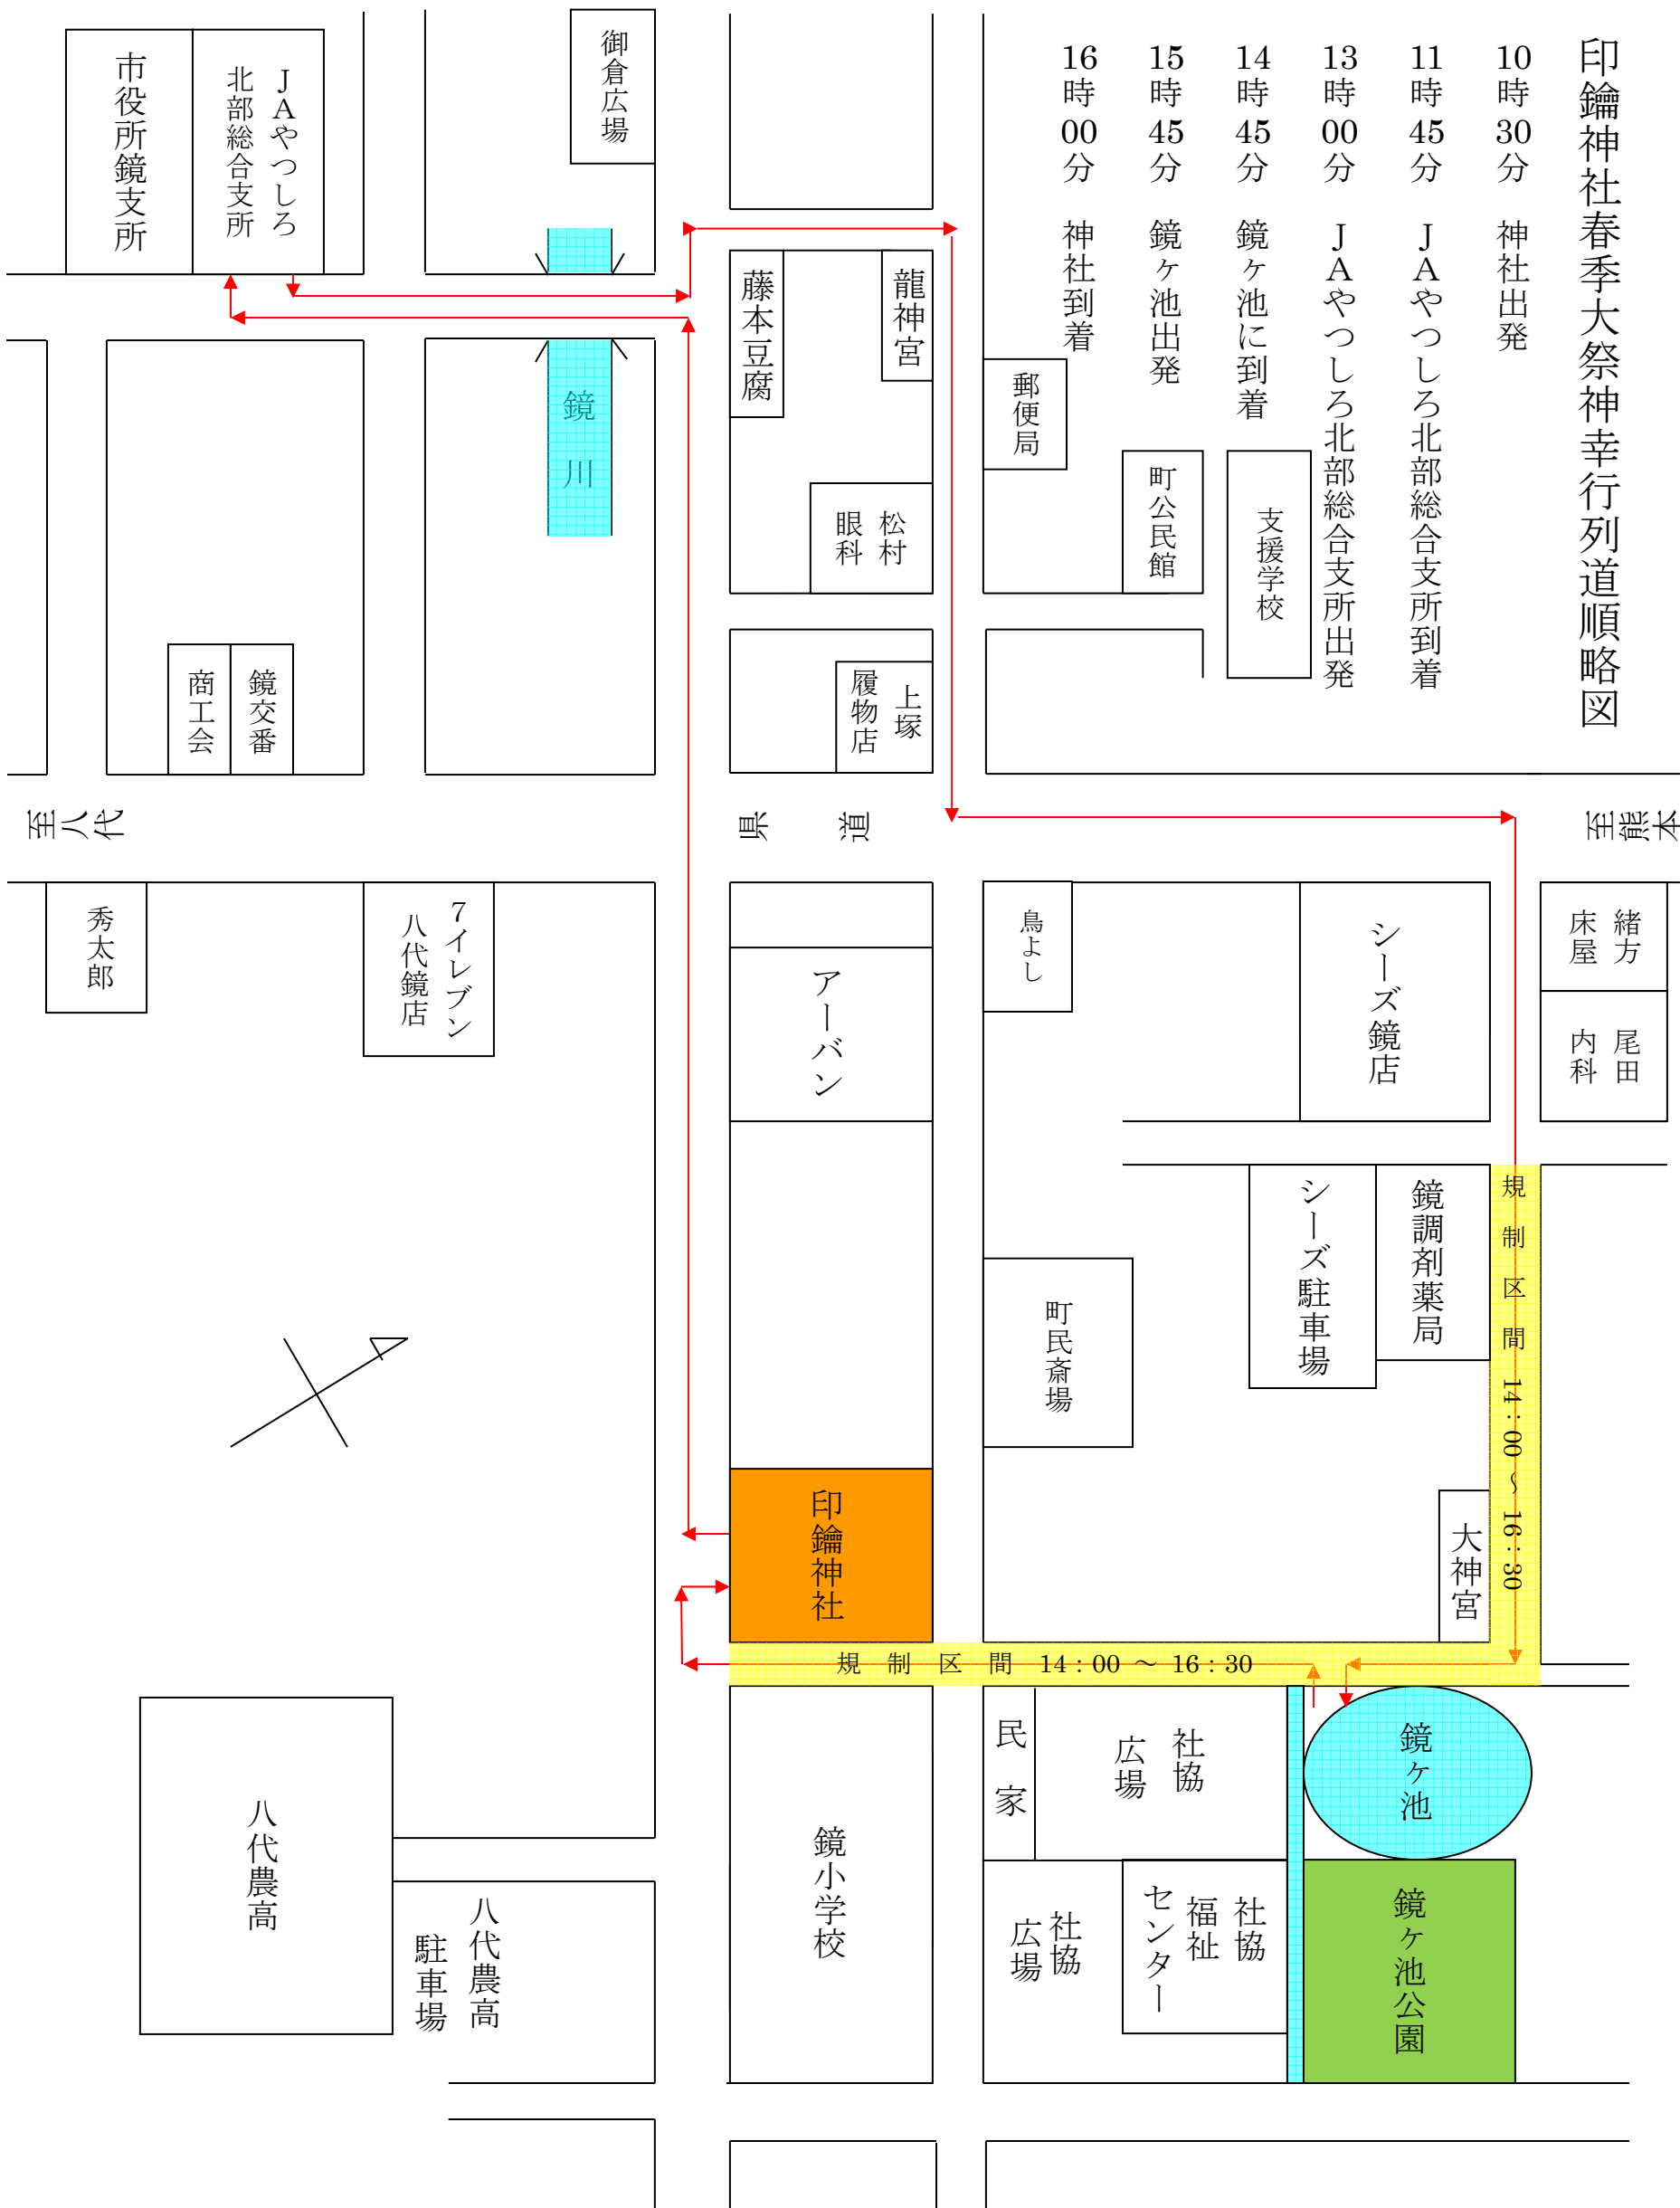 印鑰神社春季大祭神幸行列道順略図
10時30分 神社出発
11時45分 JAやつしろ北部総合支所到着
13時00分 JAやつしろ北部総合支所出発
14時45分 鏡ヶ池に到着
15時45分 鏡ヶ池出発
16時00分 神社到着
支援学校
町公民館
郵便局
龍神宮
藤本豆腐
松村
眼科
上塚
履物店
御倉広場
鏡川
JAやつしろ
北部総合支所
市役所鏡支所
鏡交番
商工会
至熊本
県道
至八代
緒方
床屋
尾田
内科
シーズ鏡店
鳥よし
アーバン
7イレブン
八代鏡店
秀太郎
規制区間 14:00～16:30
鏡調剤薬局
シーズ駐車場
町民斎場
大神宮
印鑰神社
規制区間 14:00～16:30
鏡ヶ池
社協
広場
民家
鏡ヶ池公園
社協
福祉
センター
社協
広場
鏡小学校
八代農高
駐車場
八代農高